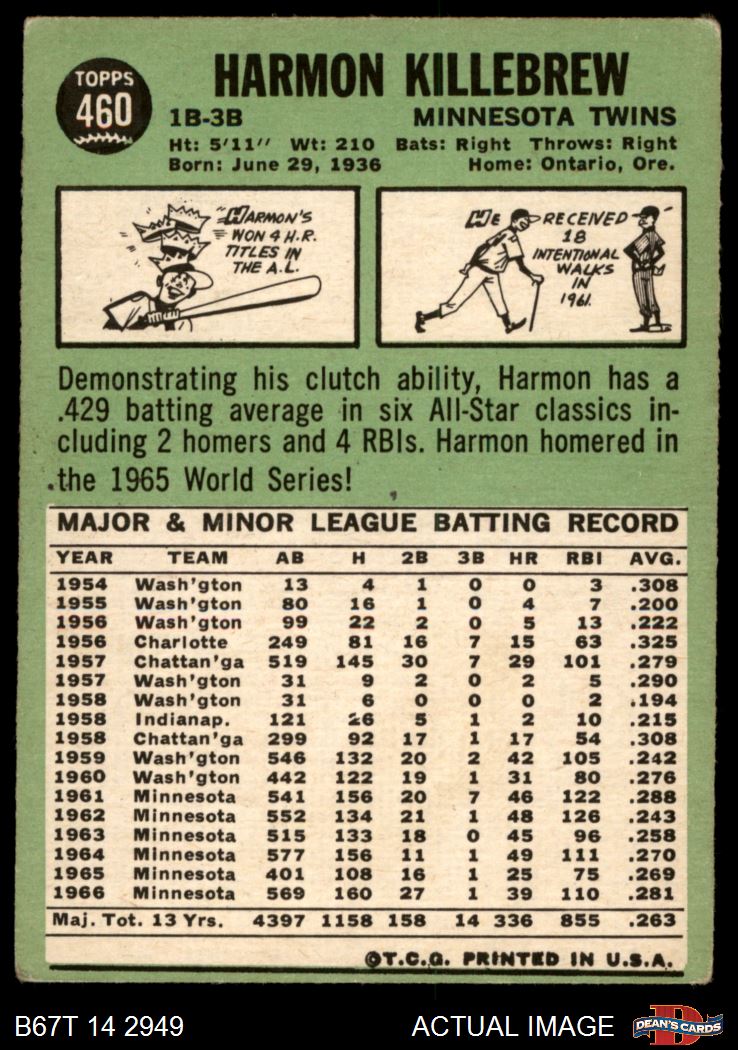 TOPPS
460
HARMON KILLEBREW
1B-3B MINNESOTA TWINS
Ht: 5'11" Wt: 210 Bats: Right Throws: Right
Born: June 29, 1936 Home: Ontario, Ore.
HARMON'S
WON 4 H.R.
TITLES IN
THE A.L.
HE RECEIVED
18
INTENTIONAL
WALKS
IN
1961.
Demonstrating his clutch ability, Harmon has a
.429 batting average in six All-Star classics in-
cluding 2 homers and 4 RBIs. Harmon homered in
the 1965 World Series!
MAJOR & MINOR LEAGUE BATTING RECORD
YEAR TEAM AB H 2B 3B HR RBI AVG.
1954 Wash'gton 13 4 1 0 0 3 .308
1955 Wash'gton 80 16 1 0 4 7 .200
1956 Wash'gton 99 22 2 0 5 13 .222
1956 Charlotte 249 81 16 7 15 63 .325
1957 Chattan'ga 519 145 30 7 29 101 .279
1957 Wash'gton 31 9 2 0 2 5 .290
1958 Wash'gton 31 6 0 0 0 2 .194
1958 Indianap. 121 26 5 1 2 10 .215
1958 Chattan'ga 299 92 17 1 17 54 .308
1959 Wash'gton 546 132 20 2 42 105 .242
1960 Wash'gton 442 122 19 1 31 80 .276
1961 Minnesota 541 156 20 7 46 122 .288
1962 Minnesota 552 134 21 1 48 126 .243
1963 Minnesota 515 133 18 0 45 96 .258
1964 Minnesota 577 156 11 1 49 111 .270
1965 Minnesota 401 108 16 1 25 75 .269
1966 Minnesota 569 160 27 1 39 110 .281
Maj. Tot. 13 Yrs. 4397 1158 158 14 336 855 .263
©T.C.G. PRINTED IN U.S.A.
B67T 14 2949 ACTUAL IMAGE D DEAN'S CARDS